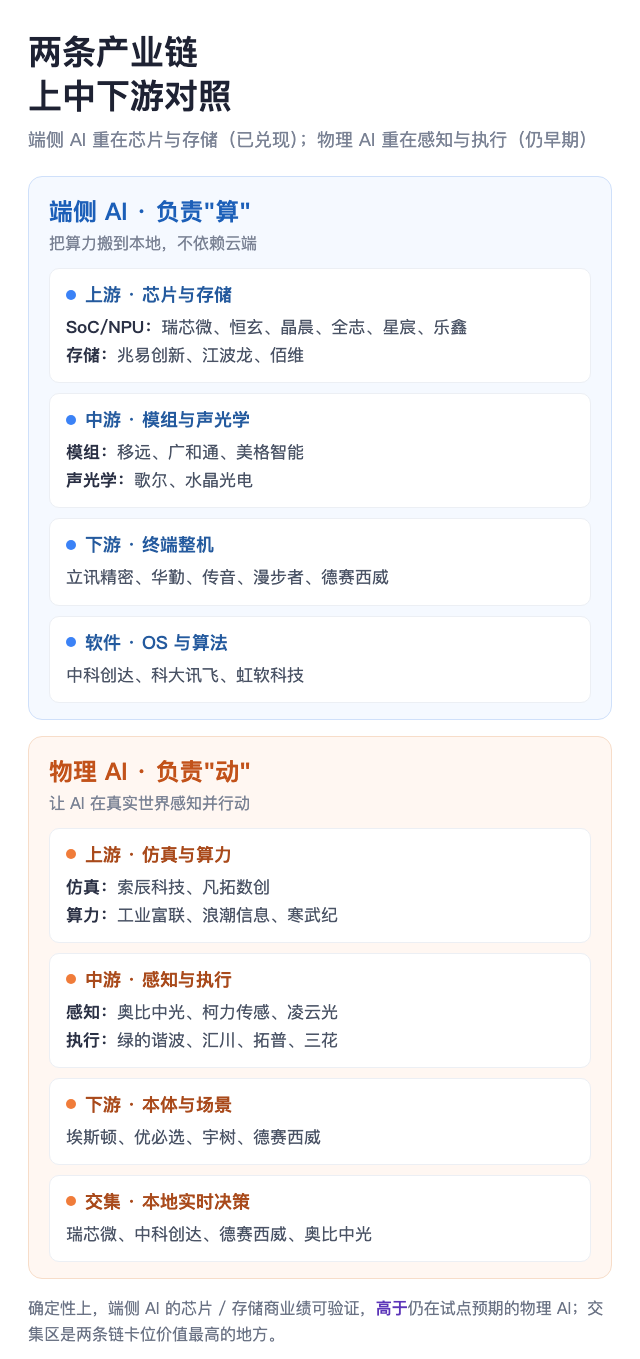 两条产业链
上中下游对照
端侧 AI 重在芯片与存储（已兑现）；物理 AI 重在感知与执行（仍早期）
端侧 AI · 负责"算"
把算力搬到本地，不依赖云端
上游 · 芯片与存储
SoC/NPU：瑞芯微、恒玄、晶晨、全志、星宸、乐鑫
存储：兆易创新、江波龙、佰维
中游 · 模组与声光学
模组：移远、广和通、美格智能
声光学：歌尔、水晶光电
下游 · 终端整机
立讯精密、华勤、传音、漫步者、德赛西威
软件 · OS 与算法
中科创达、科大讯飞、虹软科技
物理 AI · 负责"动"
让 AI 在真实世界感知并行动
上游 · 仿真与算力
仿真：索辰科技、凡拓数创
算力：工业富联、浪潮信息、寒武纪
中游 · 感知与执行
感知：奥比中光、柯力传感、凌云光
执行：绿的谐波、汇川、拓普、三花
下游 · 本体与场景
埃斯顿、优必选、宇树、德赛西威
交集 · 本地实时决策
瑞芯微、中科创达、德赛西威、奥比中光
确定性上，端侧 AI 的芯片 / 存储商业绩可验证，高于仍在试点预期的物理 AI；交
集区是两条链卡位价值最高的地方。